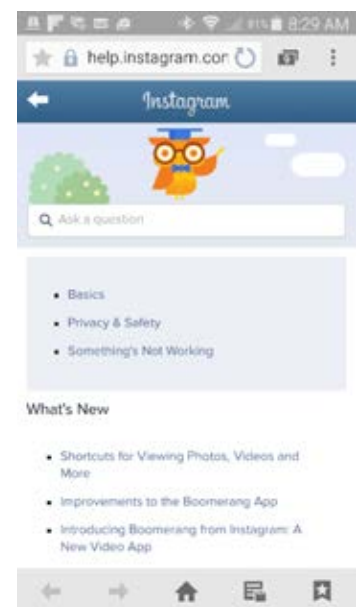 8:29 AM
help.instagram.con
Instagram
Ask a question
Basics
Privacy & Safety
Something's Not Working
What's New
Shortcuts for Viewing Photos, Videos and
More
Improvements to the Boomerang App
Introducing Boomerang from Instagram: A
New Video App